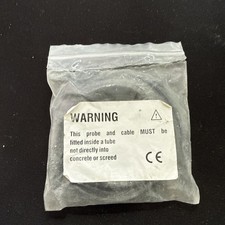 WARNING
This probe and cable MUST be
fitted inside a tube
not directly into
concrete or screed
CE